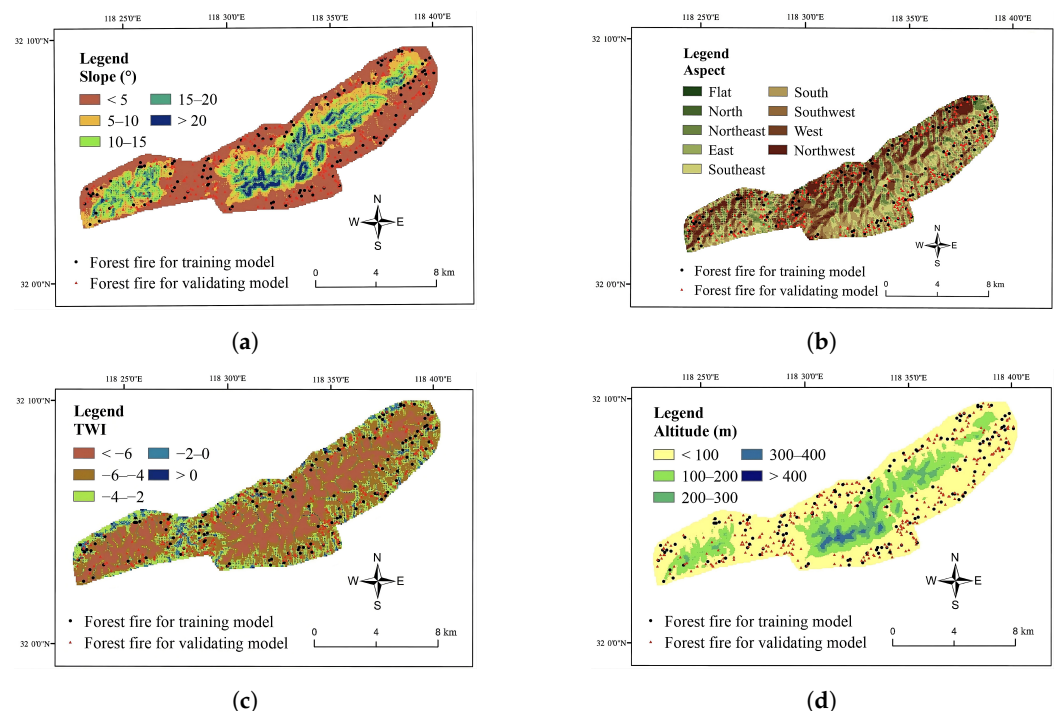 118 25'0"E 118 30'0"E 118 35'0"E 118 40'0"E
32 10'0"N
Legend
Slope (°)
< 5 15–20
5–10 > 20
10–15
N
W E
S
Forest fire for training model
Forest fire for validating model
0 4 8 km
32 0'0"N
(a)
118 25'0"E 118 30'0"E 118 35'0"E 118 40'0"E
32 10'0"N
Legend
Aspect
Flat South
North Southwest
Northeast West
East Northwest
Southeast
N
W E
S
Forest fire for training model
Forest fire for validating model
0 4 8 km
32 0'0"N
(b)
118 25'0"E 118 30'0"E 118 35'0"E 118 40'0"E
32 10'0"N
Legend
TWI
< −6 −2–0
−6–−4 > 0
−4–−2
N
W E
S
Forest fire for training model
Forest fire for validating model
0 4 8 km
32 0'0"N
(c)
118 25'0"E 118 30'0"E 118 35'0"E 118 40'0"E
32 10'0"N
Legend
Altitude (m)
< 100 300–400
100–200 > 400
200–300
N
W E
S
Forest fire for training model
Forest fire for validating model
0 4 8 km
32 0'0"N
(d)